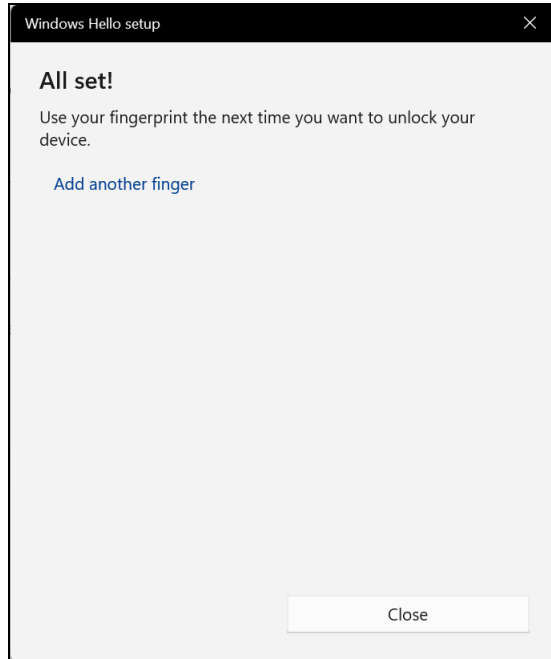 Windows Hello setup
All set!
Use your fingerprint the next time you want to unlock your
device.
Add another finger
Close